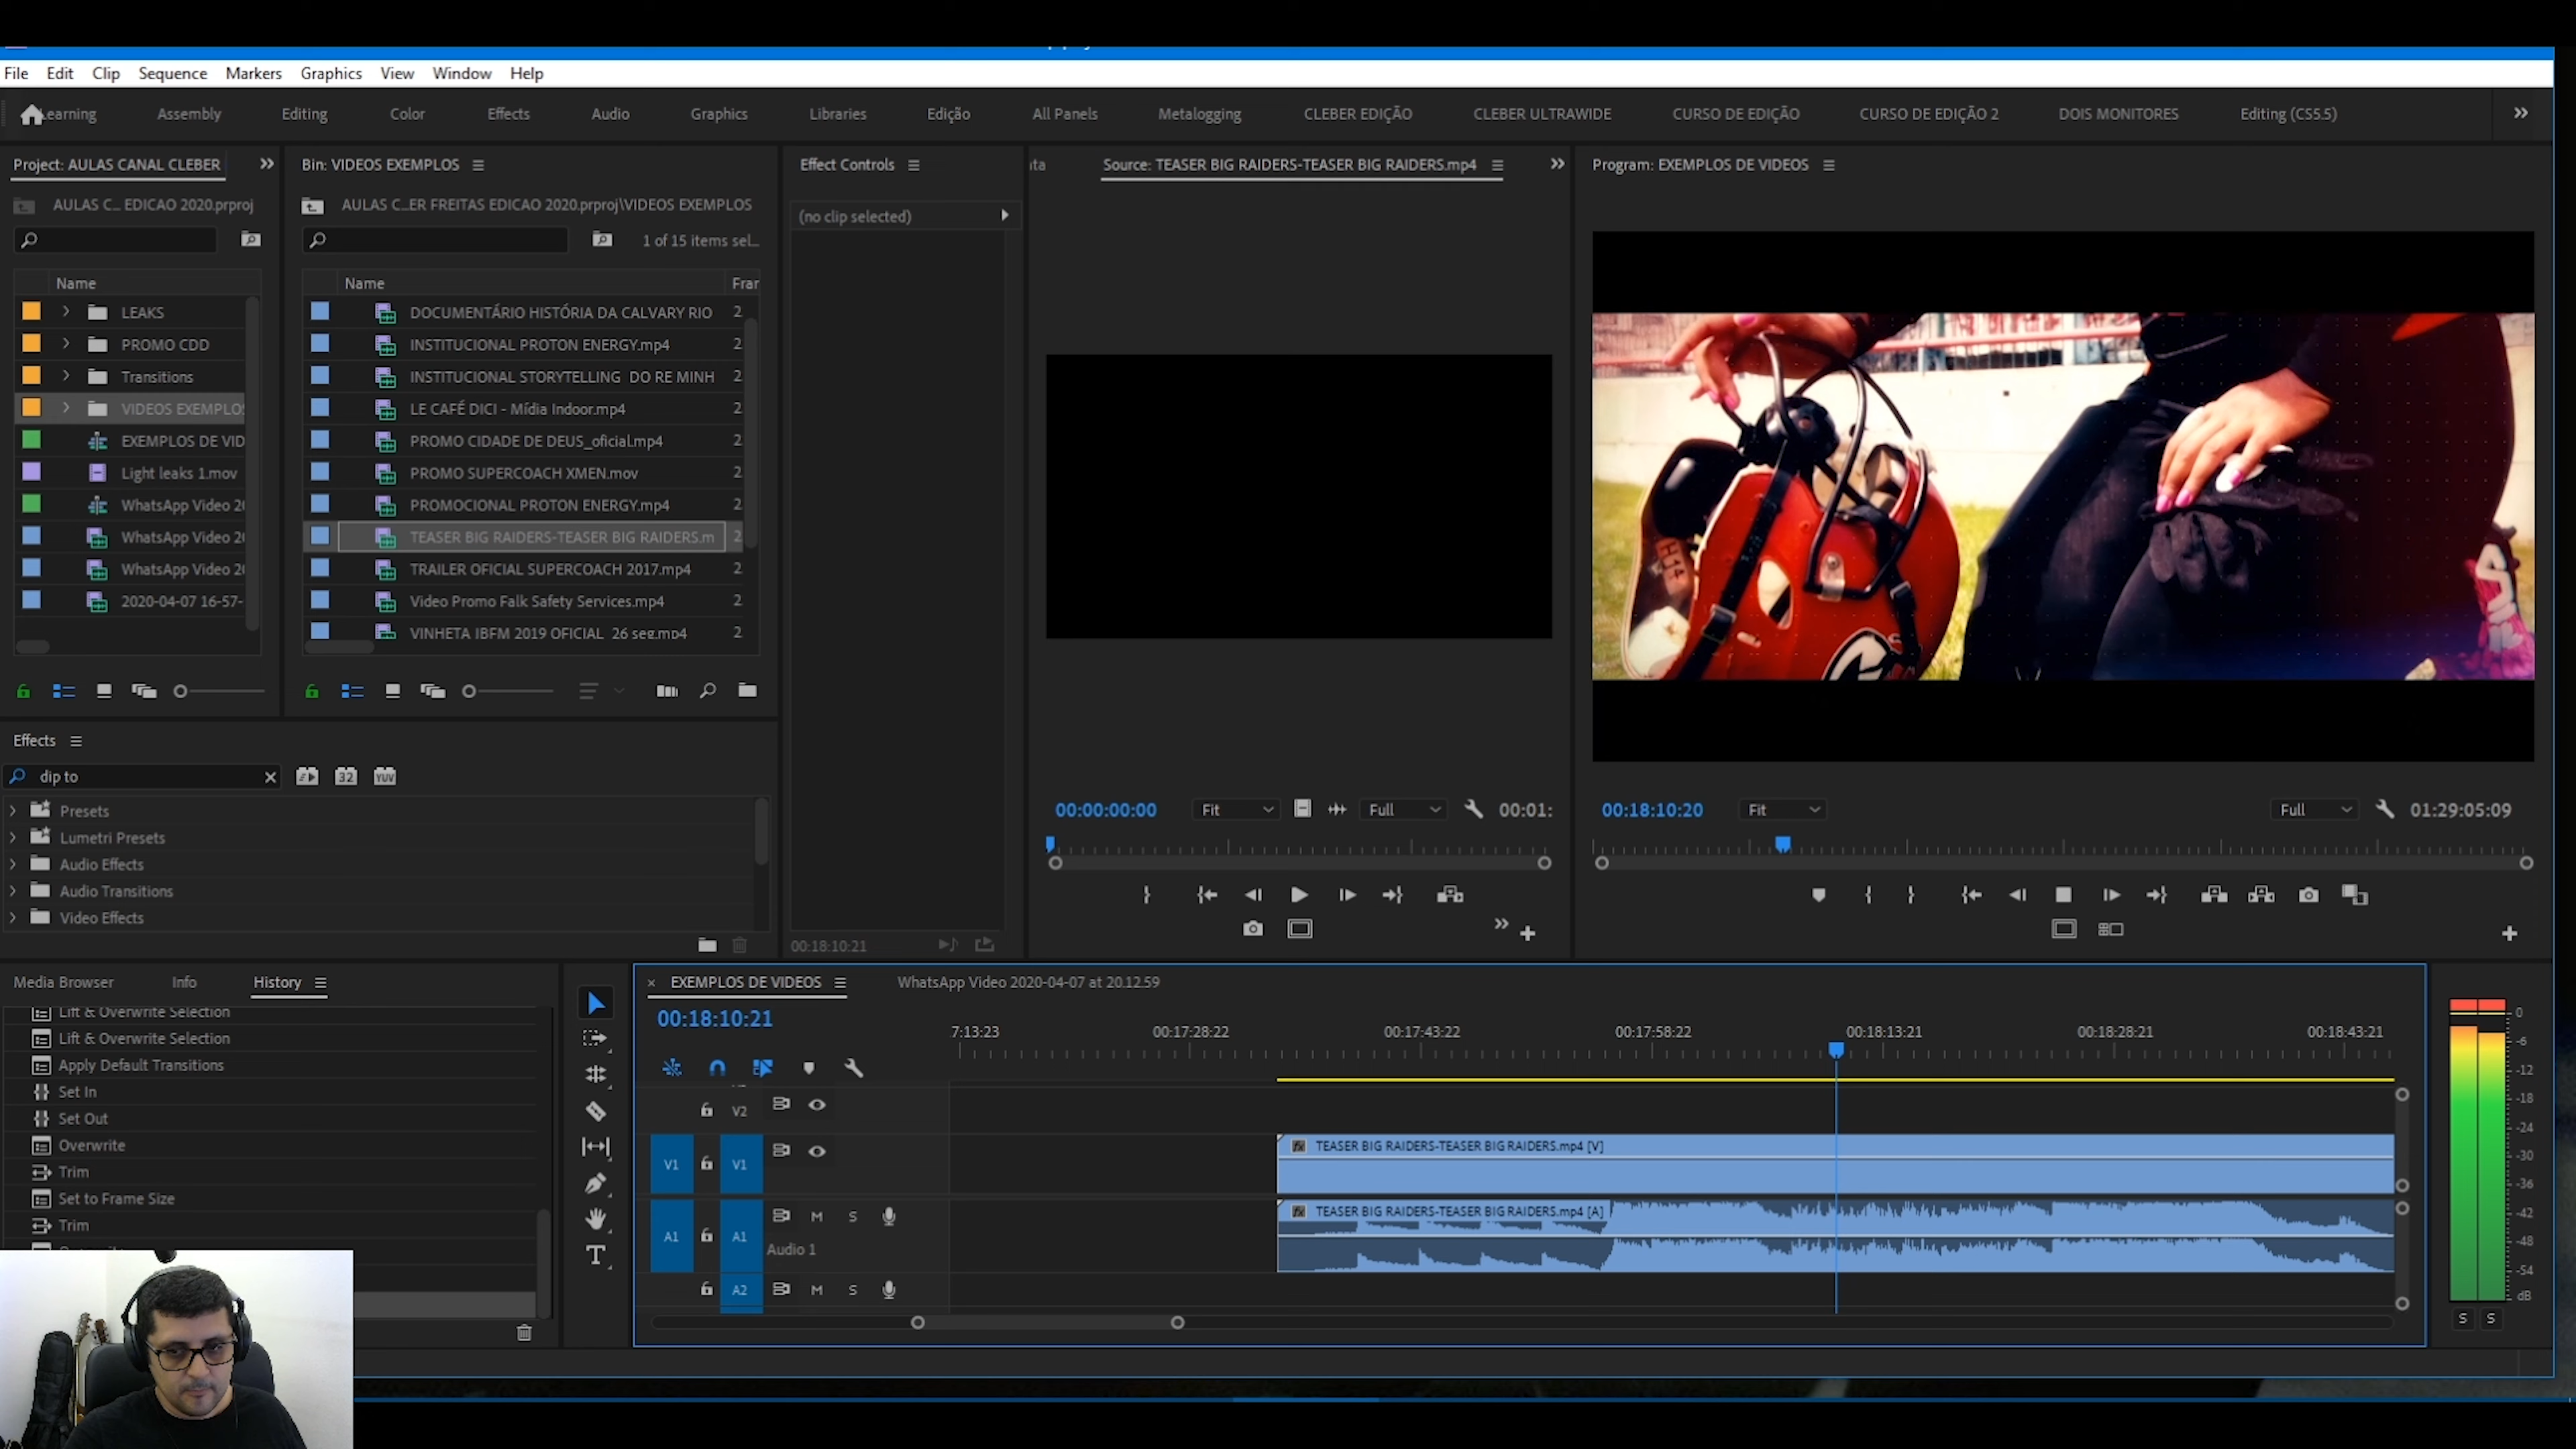 File Edit Clip Sequence Markers Graphics View Window Help
Learning Assembly Editing Color Effects Audio Graphics Libraries Edição All Panels Metalogging CLEBER EDIÇÃO CLEBER ULTRAWIDE CURSO DE EDIÇÃO CURSO DE EDIÇÃO 2 DOIS MONITORES Editing (CS5.5)
Project: AULAS CANAL CLEBER
AULAS C... EDICAO 2020.prproj
Name
LEAKS
PROMO CDD
Transitions
VIDEOS EXEMPLOS
EXEMPLOS DE VID
Light leaks 1.mov
WhatsApp Video 20
WhatsApp Video 20
WhatsApp Video 20
2020-04-07 16-57-
Bin: VIDEOS EXEMPLOS
AULAS C...ER FREITAS EDICAO 2020.prproj\VIDEOS EXEMPLOS
1 of 15 items sel...
Name Fran
DOCUMENTÁRIO HISTÓRIA DA CALVARY RIO 2
INSTITUCIONAL PROTON ENERGY.mp4 2
INSTITUCIONAL STORYTELLING DO RE MINH 2
LE CAFÉ DICI - Mídia Indoor.mp4 2
PROMO CIDADE DE DEUS_oficial.mp4 2
PROMO SUPERCOACH XMEN.mov 2
PROMOCIONAL PROTON ENERGY.mp4 2
TEASER BIG RAIDERS-TEASER BIG RAIDERS.m 2
TRAILER OFICIAL SUPERCOACH 2017.mp4 2
Video Promo Falk Safety Services.mp4 2
VINHETA IBFM 2019 OFICIAL 26 seg.mp4 2
Effect Controls
(no clip selected)
00:18:10:21
ta Source: TEASER BIG RAIDERS-TEASER BIG RAIDERS.mp4
00:00:00:00 Fit Full 00:01:
Program: EXEMPLOS DE VIDEOS
00:18:10:20 Fit Full 01:29:05:09
Effects
dip to
32 YUV
Presets
Lumetri Presets
Audio Effects
Audio Transitions
Video Effects
Media Browser Info History
Lift & Overwrite Selection
Lift & Overwrite Selection
Apply Default Transitions
Set In
Set Out
Overwrite
Trim
Set to Frame Size
Trim
EXEMPLOS DE VIDEOS WhatsApp Video 2020-04-07 at 20.12.59
00:18:10:21
7:13:23 00:17:28:22 00:17:43:22 00:17:58:22 00:18:13:21 00:18:28:21 00:18:43:21
V2
V1 V1 TEASER BIG RAIDERS-TEASER BIG RAIDERS.mp4 [V]
A1 A1 M S TEASER BIG RAIDERS-TEASER BIG RAIDERS.mp4 [A]
Audio 1
A2 M S
0
-6
-12
-18
-24
-30
-36
-42
-48
-54
dB
S S